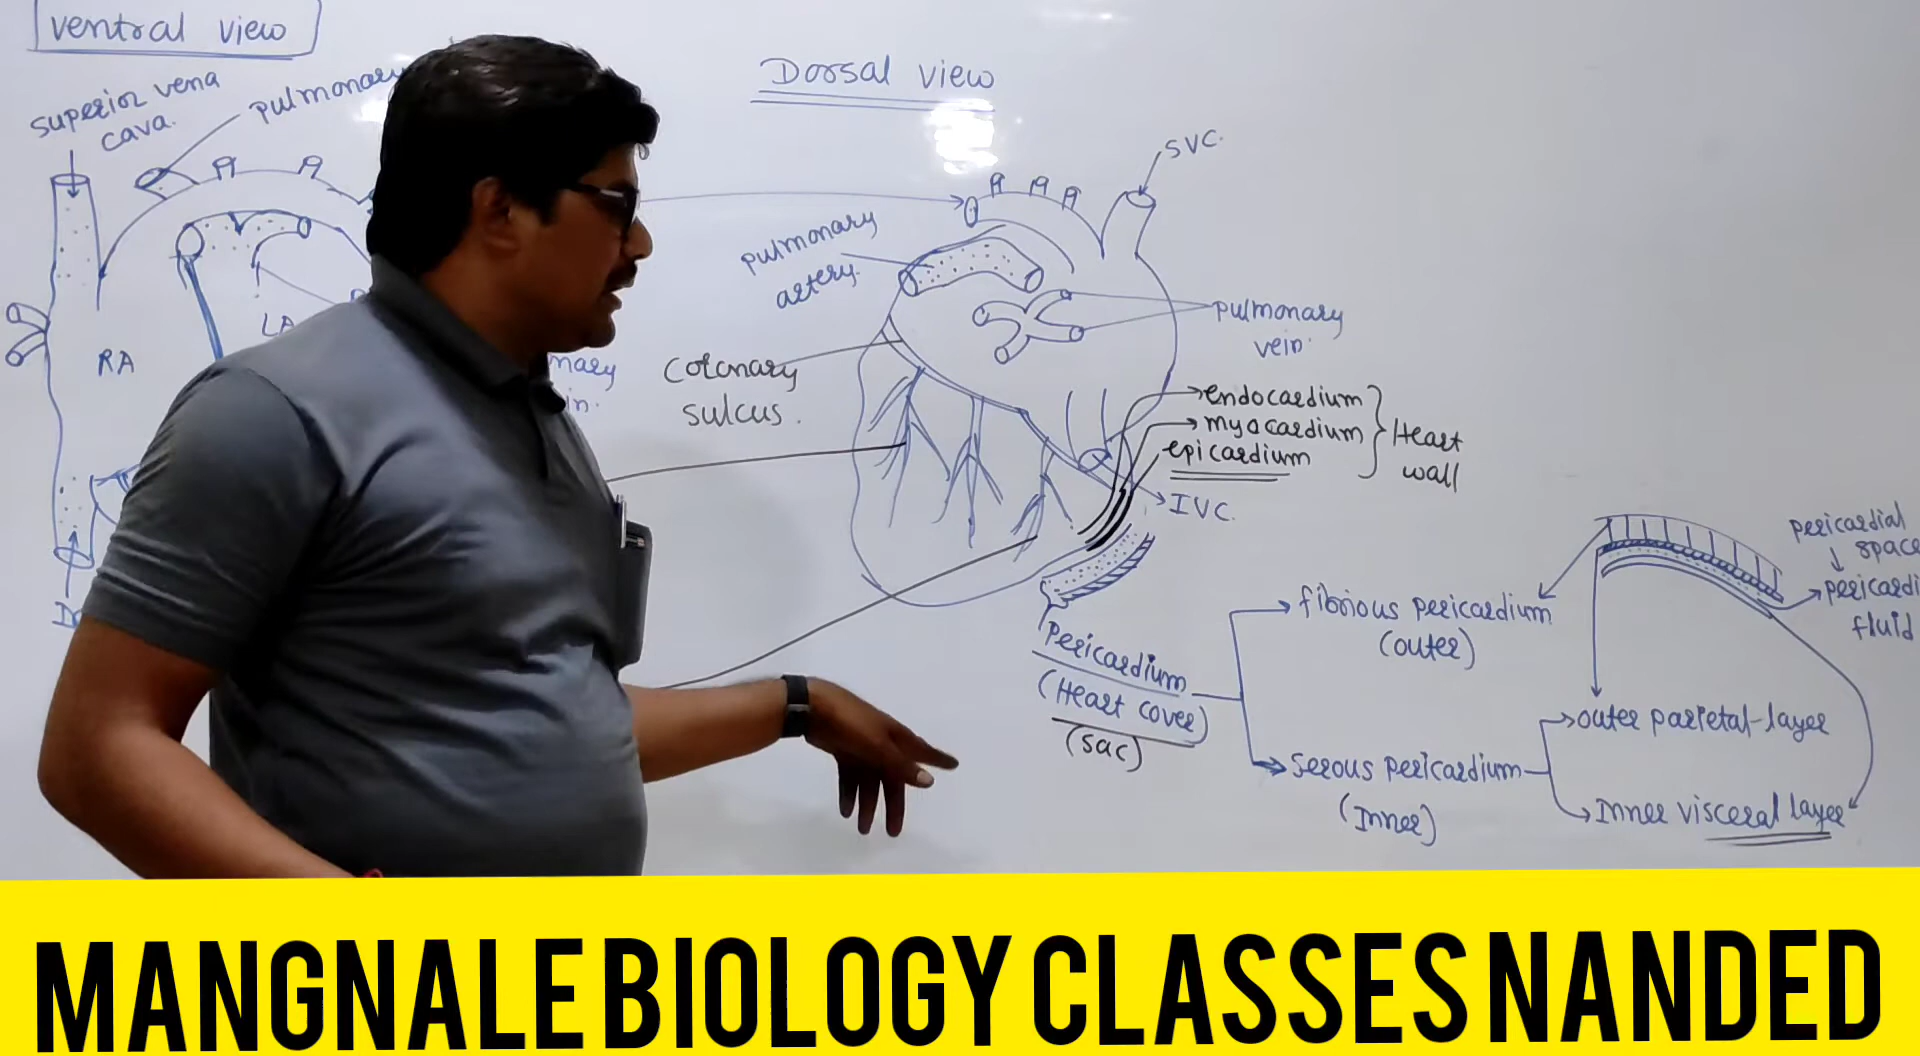 ventral view
superior vena
cava.
pulmonary
RA
LA
Dorsal view
SVC.
pulmonary
artery.
pulmonary
vein.
coronary
sulcus.
endocardium
myocardium
epicardium
Heart
wall
IVC.
Pericardium
(Heart cover)
(sac)
fibrious pericardium
(outer)
serous pericardium
(Inner)
outer parietal-layer
Inner visceral layer
pericardial
space
fluid
MANGNALE BIOLOGY CLASSES NANDED